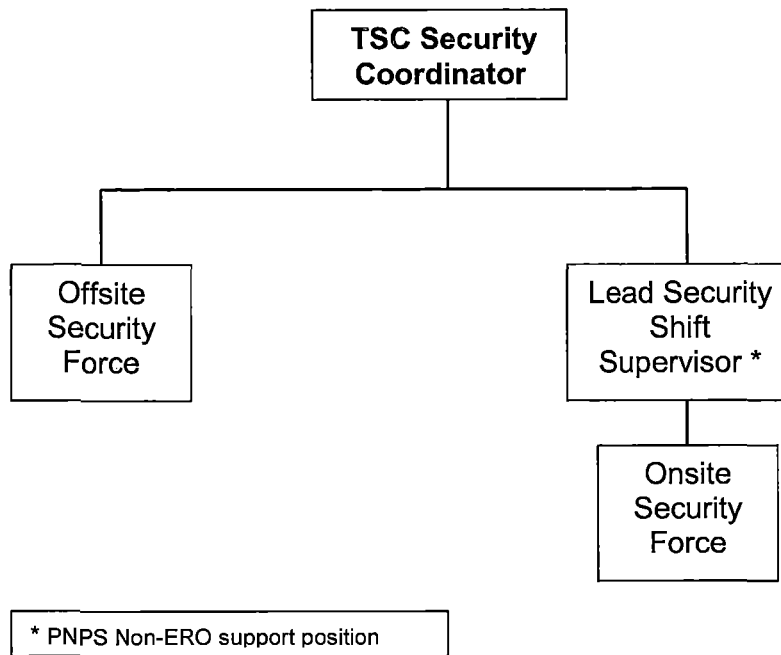 TSC Security
Coordinator
Offsite
Security
Force
Lead Security
Shift
Supervisor *
Onsite
Security
Force
* PNPS Non-ERO support position